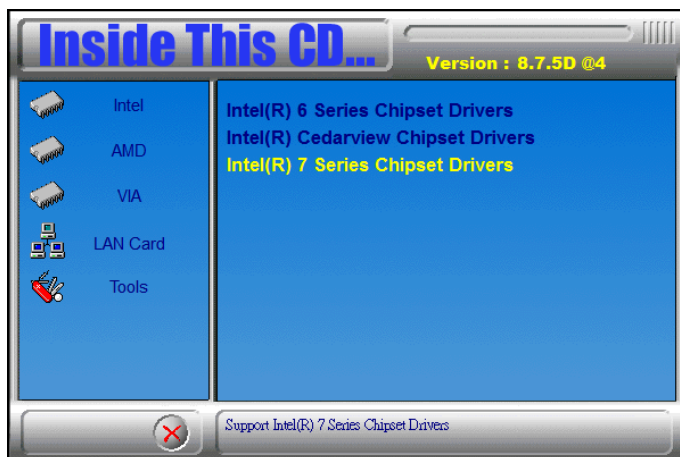 Inside This CD...
Version : 8.7.5D @4
Intel
AMD
VIA
LAN Card
Tools
Intel(R) 6 Series Chipset Drivers
Intel(R) Cedarview Chipset Drivers
Intel(R) 7 Series Chipset Drivers
Support Intel(R) 7 Series Chipset Drivers